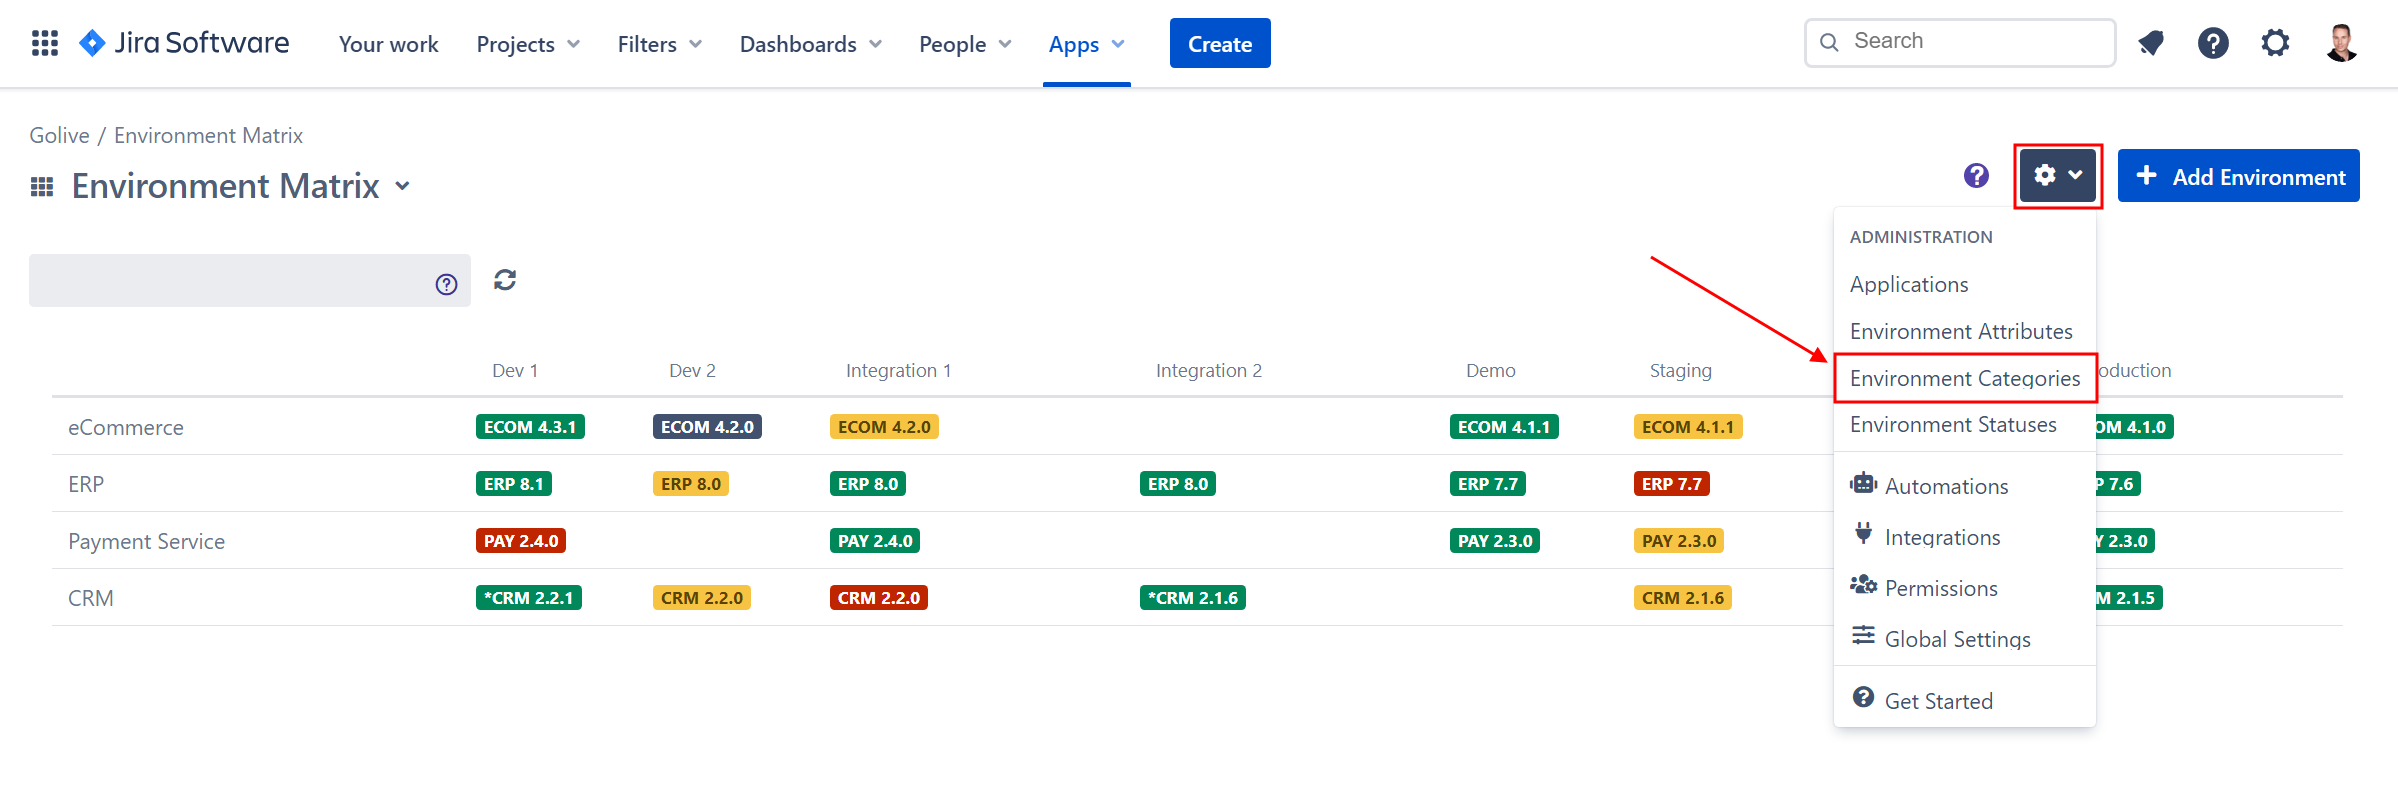 Jira Software Your work Projects Filters Dashboards People Apps Create Search
Golive / Environment Matrix
Environment Matrix
Add Environment
ADMINISTRATION
Applications
Environment Attributes
Environment Categories
Environment Statuses
Automations
Integrations
Permissions
Global Settings
Get Started
Dev 1 Dev 2 Integration 1 Integration 2 Demo Staging oduction
eCommerce ECOM 4.3.1 ECOM 4.2.0 ECOM 4.2.0 ECOM 4.1.1 ECOM 4.1.1 OM 4.1.0
ERP ERP 8.1 ERP 8.0 ERP 8.0 ERP 8.0 ERP 7.7 ERP 7.7 P 7.6
Payment Service PAY 2.4.0 PAY 2.4.0 PAY 2.3.0 PAY 2.3.0 Y 2.3.0
CRM *CRM 2.2.1 CRM 2.2.0 CRM 2.2.0 *CRM 2.1.6 CRM 2.1.6 M 2.1.5